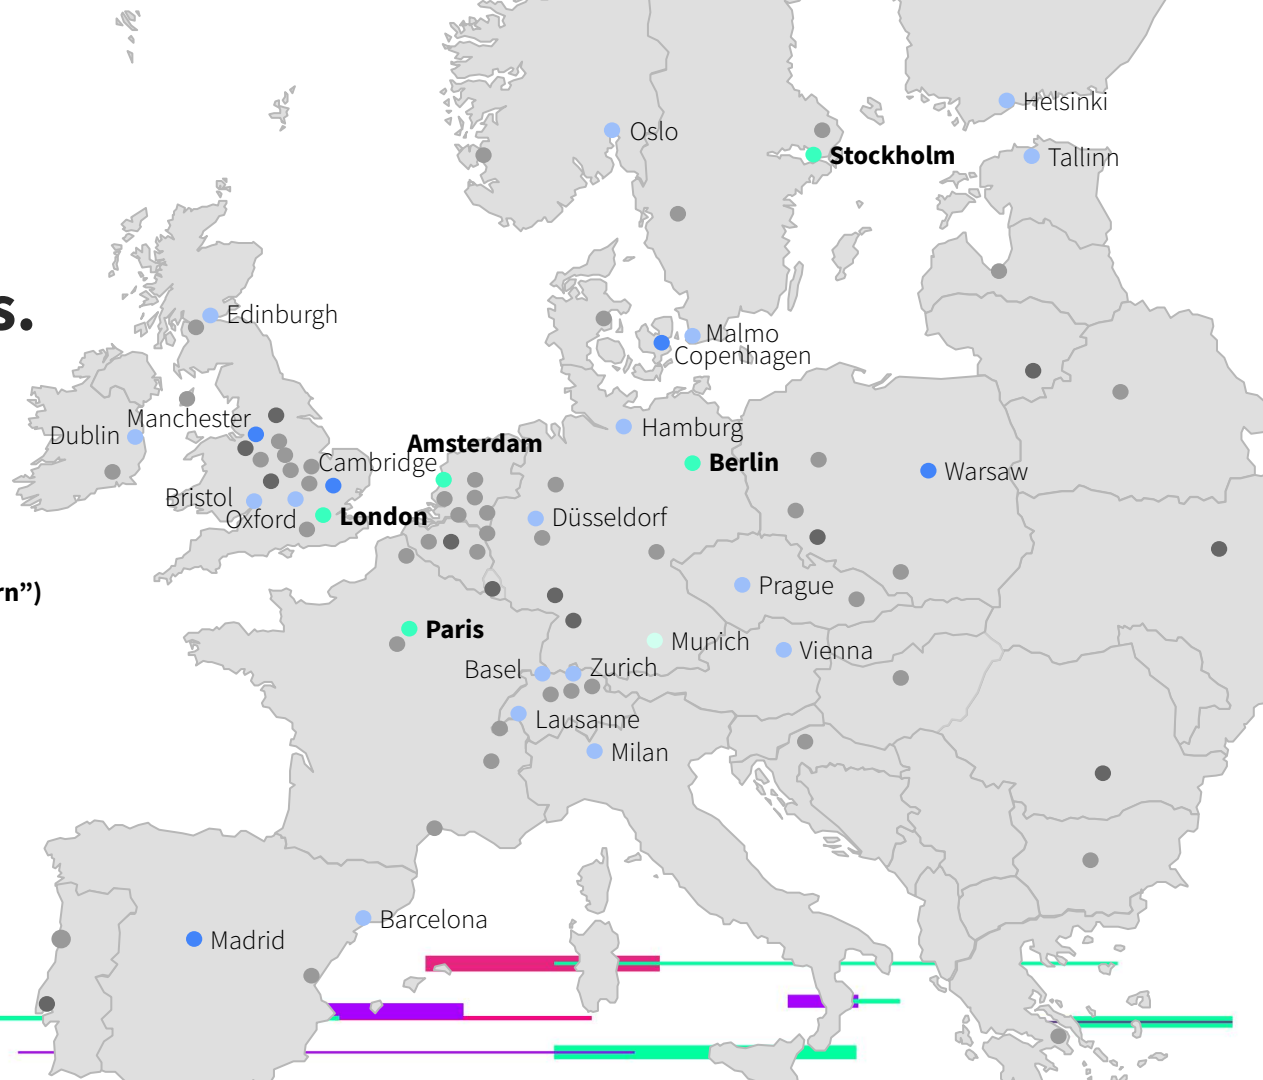 Helsinki
Oslo
Stockholm
Tallinn
s.
Edinburgh
Malmo
Copenhagen
Manchester
Dublin
Hamburg
Amsterdam
Cambridge
Berlin
Warsaw
Bristol
Oxford
London
Düsseldorf
Prague
rn”)
Paris
Munich
Vienna
Basel
Zurich
Lausanne
Milan
Barcelona
Madrid